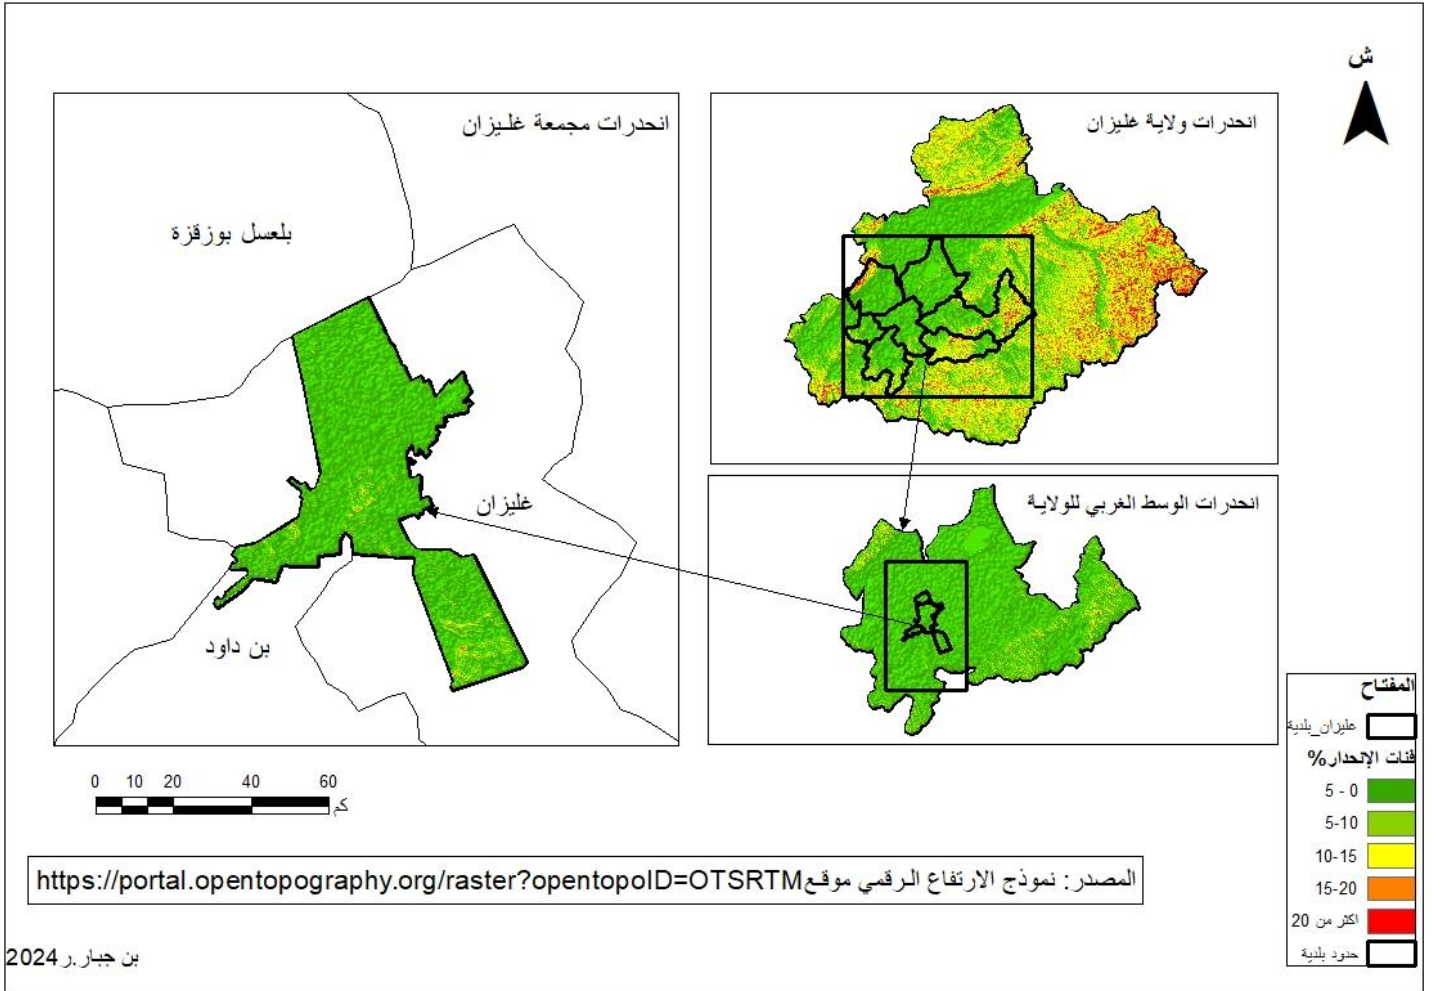 ش
انحدرات ولاية غليزان
انحدرات مجمعة غليزان
بلعسل بوزقزة
غليزان
بن داود
انحدرات الوسط الغربي للولاية
المفتاح
غليزان_بلدية
فئات الإنحدار%
5 - 0
5-10
10-15
15-20
اكثر من 20
حدود بلدية
0 10 20 40 60
كم
المصدر: نموذج الارتفاع الرقمي موقع https://portal.opentopography.org/raster?opentopoID=OTSRTM
بن جبار.ر 2024